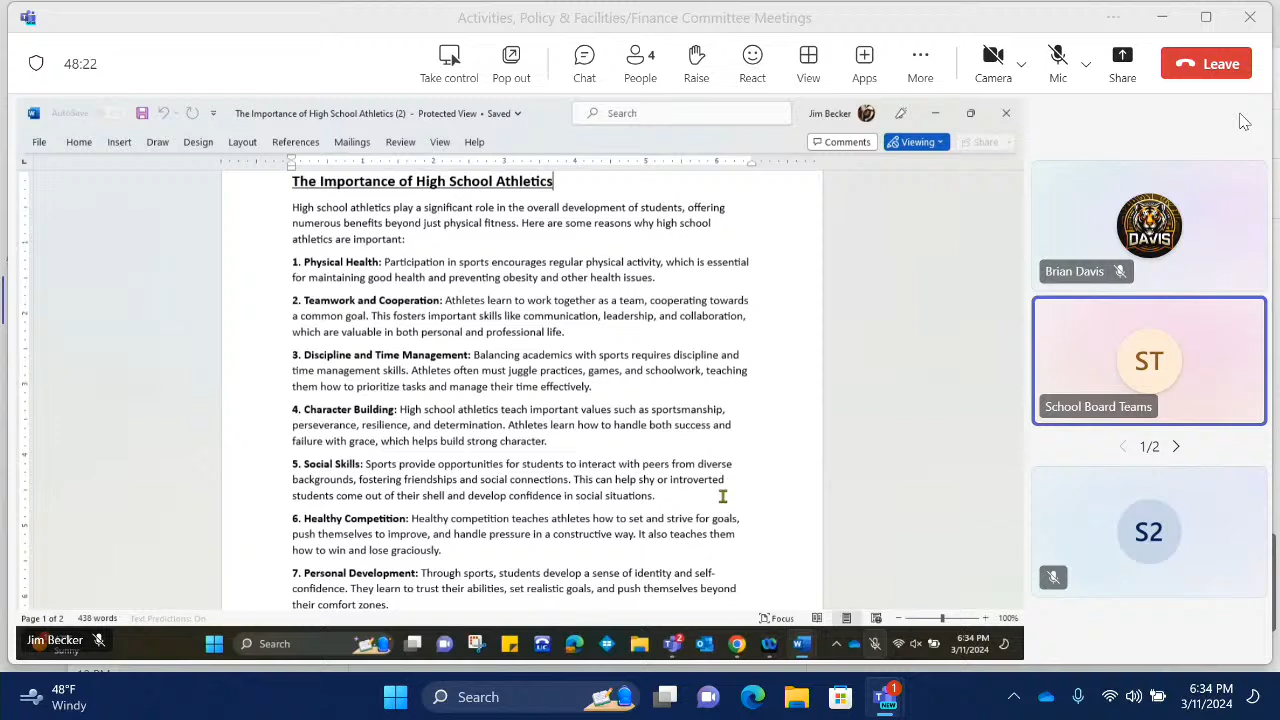 Activities, Policy & Facilities/Finance Committee Meetings
48:22
Take control
Pop out
Chat
4
People
Raise
React
View
Apps
More
Camera
Mic
Share
Leave
AutoSave
The Importance of High School Athletics (2) - Protected View • Saved
Search
Jim Becker
File Home Insert Draw Design Layout References Mailings Review View Help
Comments
Viewing
Share
1 2 3 4 5 6
The Importance of High School Athletics
High school athletics play a significant role in the overall development of students, offering
numerous benefits beyond just physical fitness. Here are some reasons why high school
athletics are important:
1. Physical Health: Participation in sports encourages regular physical activity, which is essential
for maintaining good health and preventing obesity and other health issues.
2. Teamwork and Cooperation: Athletes learn to work together as a team, cooperating towards
a common goal. This fosters important skills like communication, leadership, and collaboration,
which are valuable in both personal and professional life.
3. Discipline and Time Management: Balancing academics with sports requires discipline and
time management skills. Athletes often must juggle practices, games, and schoolwork, teaching
them how to prioritize tasks and manage their time effectively.
4. Character Building: High school athletics teach important values such as sportsmanship,
perseverance, resilience, and determination. Athletes learn how to handle both success and
failure with grace, which helps build strong character.
5. Social Skills: Sports provide opportunities for students to interact with peers from diverse
backgrounds, fostering friendships and social connections. This can help shy or introverted
students come out of their shell and develop confidence in social situations.
6. Healthy Competition: Healthy competition teaches athletes how to set and strive for goals,
push themselves to improve, and handle pressure in a constructive way. It also teaches them
how to win and lose graciously.
7. Personal Development: Through sports, students develop a sense of identity and self-
confidence. They learn to trust their abilities, set realistic goals, and push themselves beyond
their comfort zones.
Page 1 of 2 438 words Text Predictions: On
Focus
100%
Jim Becker
Sunny
Search
2
6:34 PM
3/11/2024
DAVIS
Brian Davis
ST
School Board Teams
1/2
S2
48°F
Windy
Search
1
NEW
6:34 PM
3/11/2024